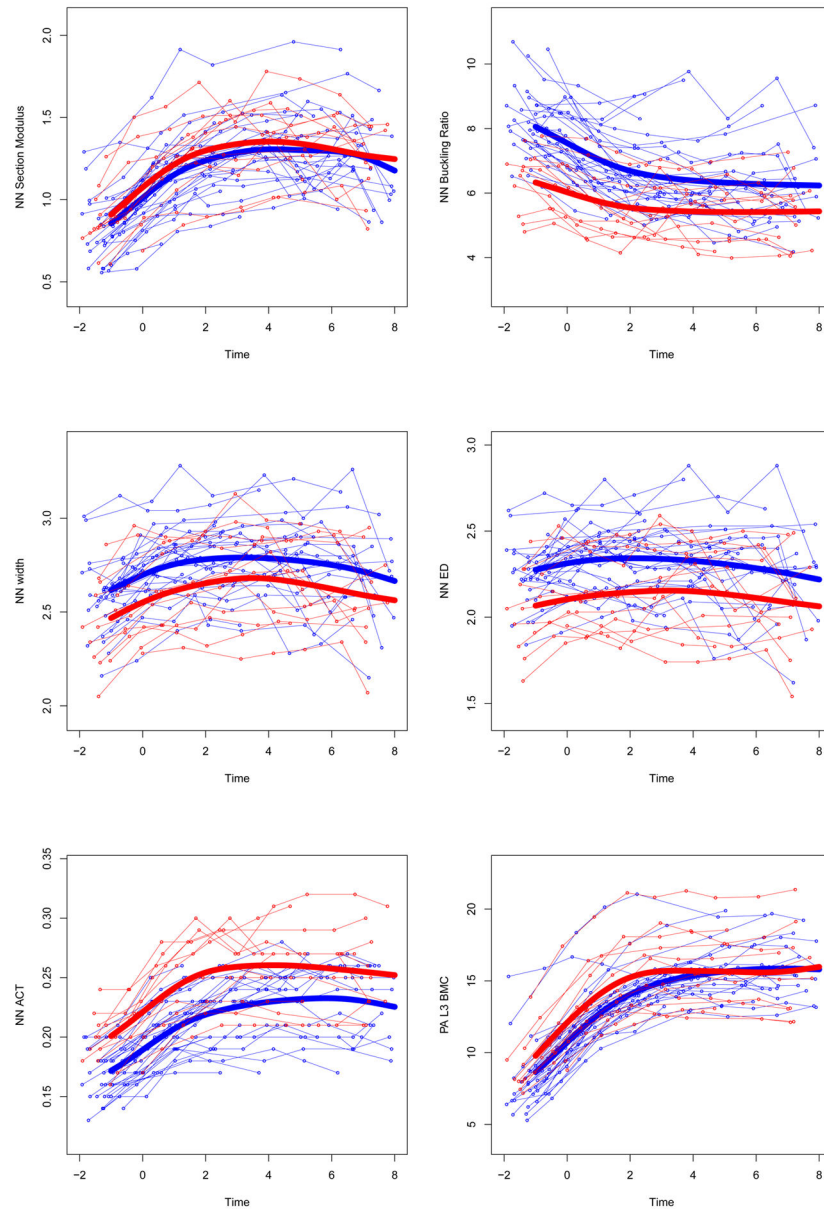 NN Section Modulus
2.0
1.5
1.0
0.5
−2 0 2 4 6 8
Time
NN Buckling Ratio
10
8
6
4
−2 0 2 4 6 8
Time
NN width
3.0
2.5
2.0
−2 0 2 4 6 8
Time
NN ED
3.0
2.5
2.0
1.5
−2 0 2 4 6 8
Time
NN ACT
0.35
0.30
0.25
0.20
0.15
−2 0 2 4 6 8
Time
PA L3 BMC
20
15
10
5
−2 0 2 4 6 8
Time